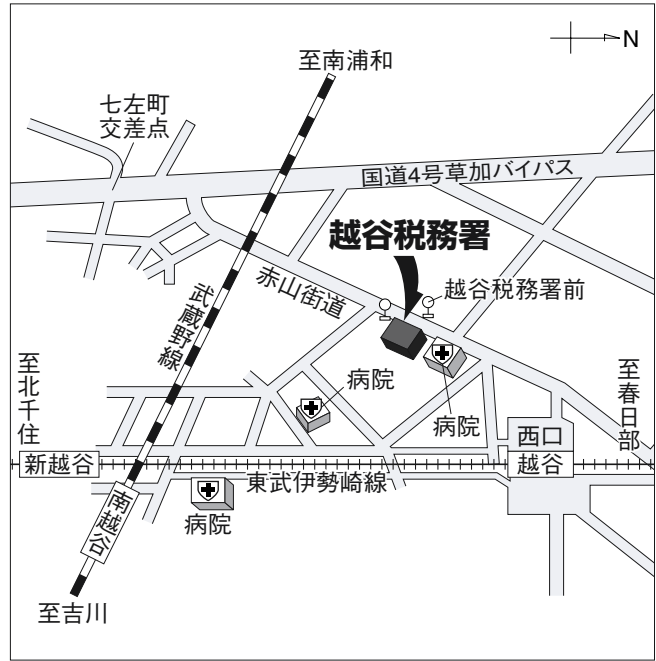 至南浦和
N
七左町
交差点
国道4号草加バイパス
越谷税務署
赤山街道
越谷税務署前
武蔵野線
至北千住
病院
病院
至春日部
西口
新越谷
越谷
東武伊勢崎線
南越谷
病院
至吉川